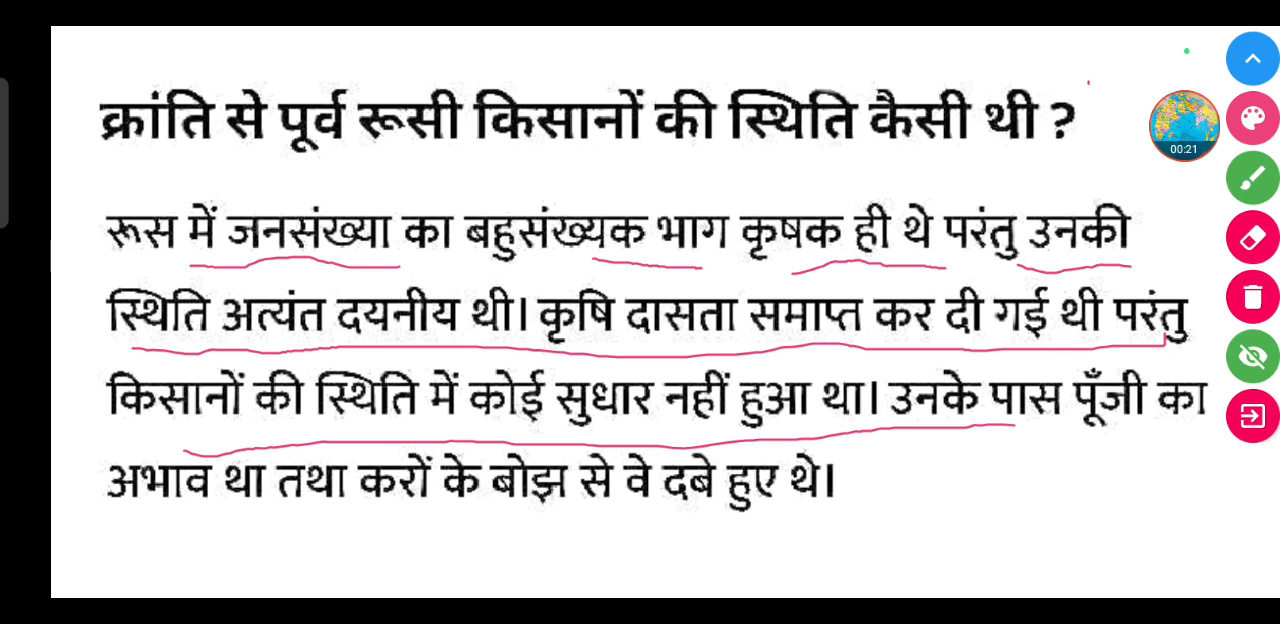 क्रांति से पूर्व रूसी किसानों की स्थिति कैसी थी ?
00:21
रूस में जनसंख्या का बहुसंख्यक भाग कृषक ही थे परंतु उनकी
स्थिति अत्यंत दयनीय थी। कृषि दासता समाप्त कर दी गई थी परंतु
किसानों की स्थिति में कोई सुधार नहीं हुआ था। उनके पास पूँजी का
अभाव था तथा करों के बोझ से वे दबे हुए थे।